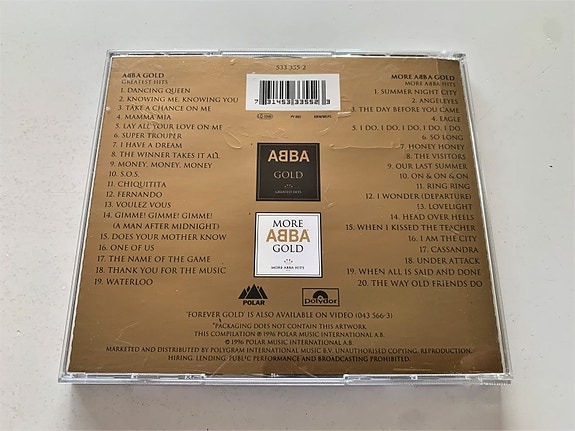 533 355-2
ABBA GOLD
GREATEST HITS
1. DANCING QUEEN
2. KNOWING ME, KNOWING YOU
3. TAKE A CHANCE ON ME
4. MAMMA MIA
5. LAY ALL YOUR LOVE ON ME
6. SUPER TROUPER
7. I HAVE A DREAM
8. THE WINNER TAKES IT ALL
9. MONEY, MONEY, MONEY
10. S.O.S.
11. CHIQUITITA
12. FERNANDO
13. VOULEZ VOUS
14. GIMME! GIMME! GIMME!
(A MAN AFTER MIDNIGHT)
15. DOES YOUR MOTHER KNOW
16. ONE OF US
17. THE NAME OF THE GAME
18. THANK YOU FOR THE MUSIC
19. WATERLOO
7 31453 33552 3
ABBA
GOLD
GREATEST HITS
MORE
ABBA
GOLD
MORE ABBA HITS
MORE ABBA GOLD
MORE ABBA HITS
1. SUMMER NIGHT CITY
2. ANGELEYES
3. THE DAY BEFORE YOU CAME
4. EAGLE
5. I DO, I DO, I DO, I DO, I DO,
6. SO LONG
7. HONEY HONEY
8. THE VISITORS
9. OUR LAST SUMMER
10. ON & ON & ON
11. RING RING
12. I WONDER (DEPARTURE)
13. LOVELIGHT
14. HEAD OVER HEELS
15. WHEN I KISSED THE TEACHER
16. I AM THE CITY
17. CASSANDRA
18. UNDER ATTACK
19. WHEN ALL IS SAID AND DONE
20. THE WAY OLD FRIENDS DO
POLAR
polydor
'FOREVER GOLD' IS ALSO AVAILABLE ON VIDEO (043 566-3)
*PACKAGING DOES NOT CONTAIN THIS ARTWORK
THIS COMPILATION ℗ 1996 POLAR MUSIC INTERNATIONAL A.B.
© 1996 POLAR MUSIC INTERNATIONAL A.B.
MARKETED AND DISTRIBUTED BY POLYGRAM INTERNATIONAL MUSIC B.V. UNAUTHORISED COPYING, REPRODUCTION,
HIRING, LENDING, PUBLIC PERFORMANCE AND BROADCASTING PROHIBITED.